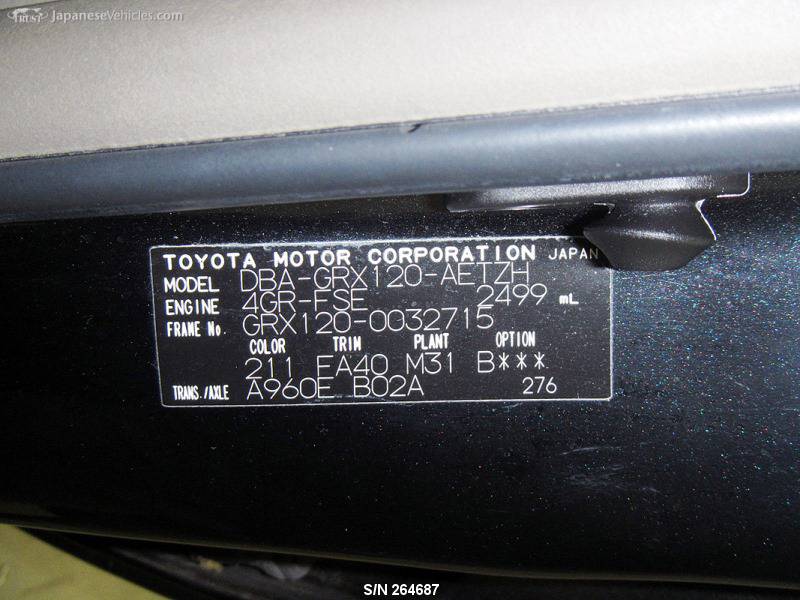 TRUST JapaneseVehicles.com
TOYOTA MOTOR CORPORATION JAPAN
MODEL DBA-GRX120-AETZH
ENGINE 4GR-FSE 2499 mL
FRAME No. GRX120-0032715
COLOR TRIM PLANT OPTION
211 EA40 M31 B***
TRANS./AXLE A960E B02A 276
S/N 264687